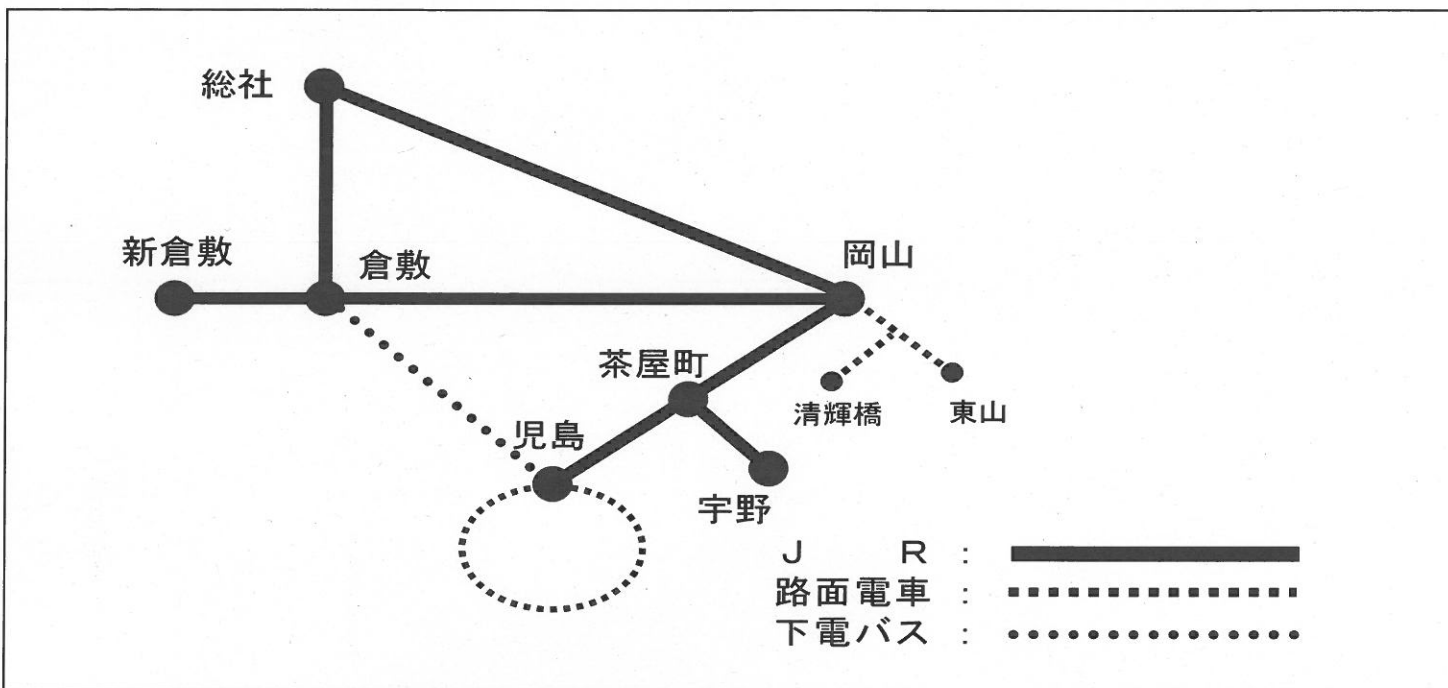 総社
新倉敷
倉敷
岡山
茶屋町
清輝橋
東山
児島
宇野
J R :
路面電車 :
下電バス :